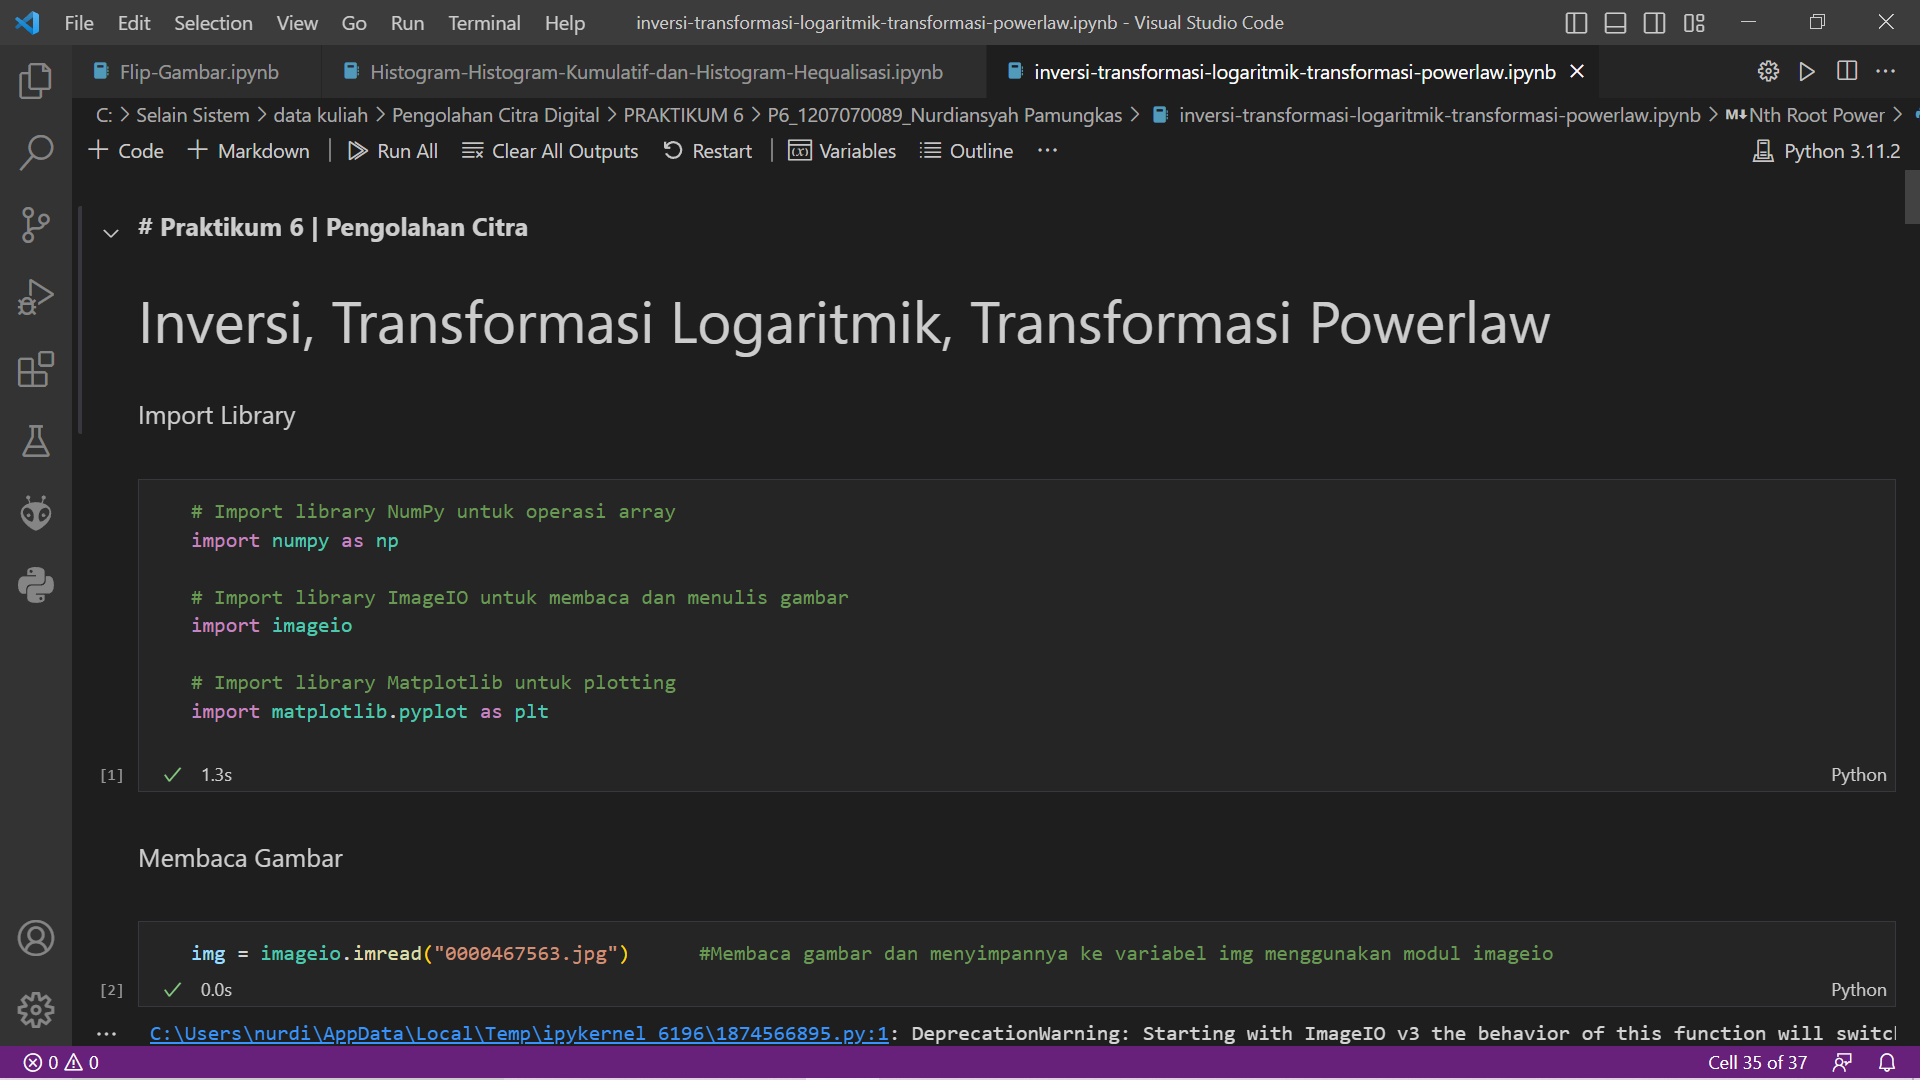 File Edit Selection View Go Run Terminal Help inversi-transformasi-logaritmik-transformasi-powerlaw.ipynb - Visual Studio Code
Flip-Gambar.ipynb Histogram-Histogram-Kumulatif-dan-Histogram-Hequalisasi.ipynb inversi-transformasi-logaritmik-transformasi-powerlaw.ipynb
C: > Selain Sistem > data kuliah > Pengolahan Citra Digital > PRAKTIKUM 6 > P6_1207070089_Nurdiansyah Pamungkas > inversi-transformasi-logaritmik-transformasi-powerlaw.ipynb > M↓Nth Root Power >
+ Code + Markdown | Run All Clear All Outputs Restart | Variables Outline ··· Python 3.11.2
# Praktikum 6 | Pengolahan Citra
Inversi, Transformasi Logaritmik, Transformasi Powerlaw
Import Library
# Import library NumPy untuk operasi array
import numpy as np
# Import library ImageIO untuk membaca dan menulis gambar
import imageio
# Import library Matplotlib untuk plotting
import matplotlib.pyplot as plt
[1] ✓ 1.3s Python
Membaca Gambar
img = imageio.imread("0000467563.jpg") #Membaca gambar dan menyimpannya ke variabel img menggunakan modul imageio
[2] ✓ 0.0s Python
··· C:\Users\nurdi\AppData\Local\Temp\ipykernel_6196\1874566895.py:1: DeprecationWarning: Starting with ImageIO v3 the behavior of this function will switch
0 0 Cell 35 of 37